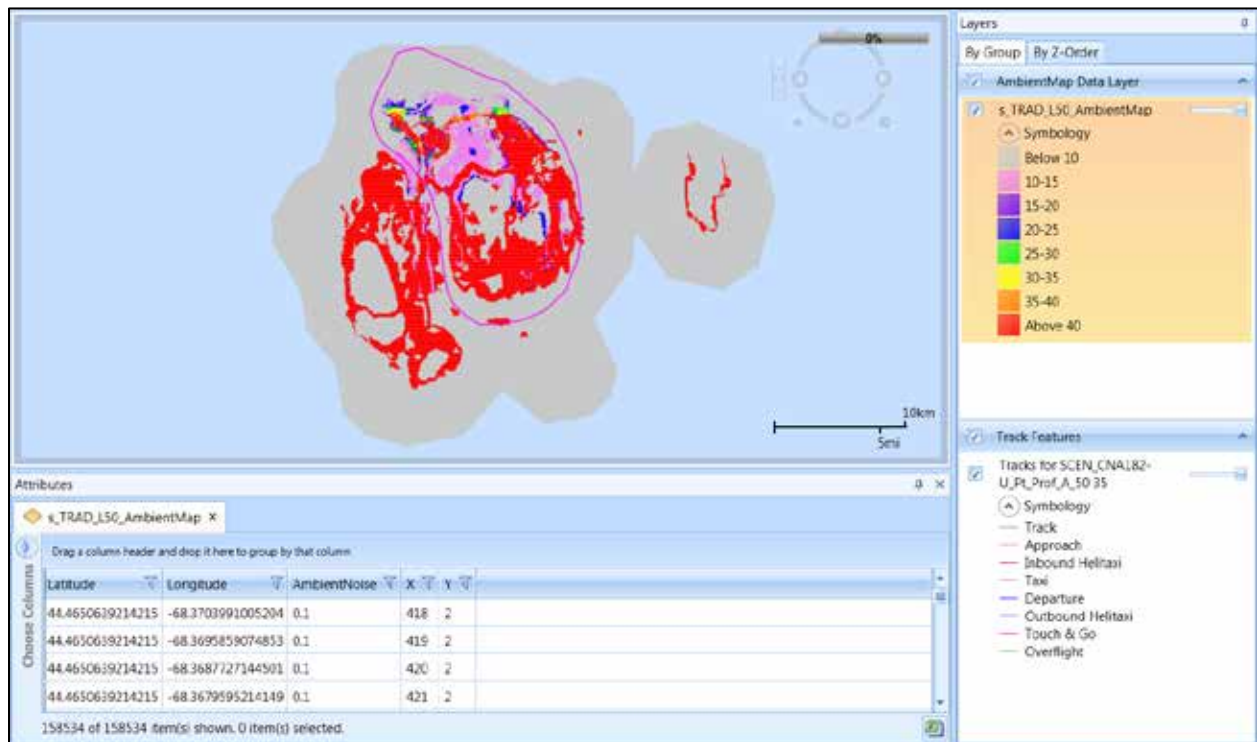 0%
10km
5mi
Layers
By Group By Z-Order
AmbientMap Data Layer
s_TRAD_L50_AmbientMap
Symbology
Below 10
10-15
15-20
20-25
25-30
30-35
35-40
Above 40
Track Features
Tracks for SCEN_CNA182-
U_Pt_Prof_A_50 35
Symbology
Track
Approach
Inbound Helitaxi
Taxi
Departure
Outbound Helitaxi
Touch & Go
Overflight
Attributes
s_TRAD_L50_AmbientMap
Choose Columns
Drag a column header and drop it here to group by that column
Latitude Longitude AmbientNoise X Y
44.4650639214215 -68.3703991005204 0.1 418 2
44.4650639214215 -68.3695859074853 0.1 419 2
44.4650639214215 -68.3687727144501 0.1 420 2
44.4650639214215 -68.3679595214149 0.1 421 2
158534 of 158534 item(s) shown. 0 item(s) selected.